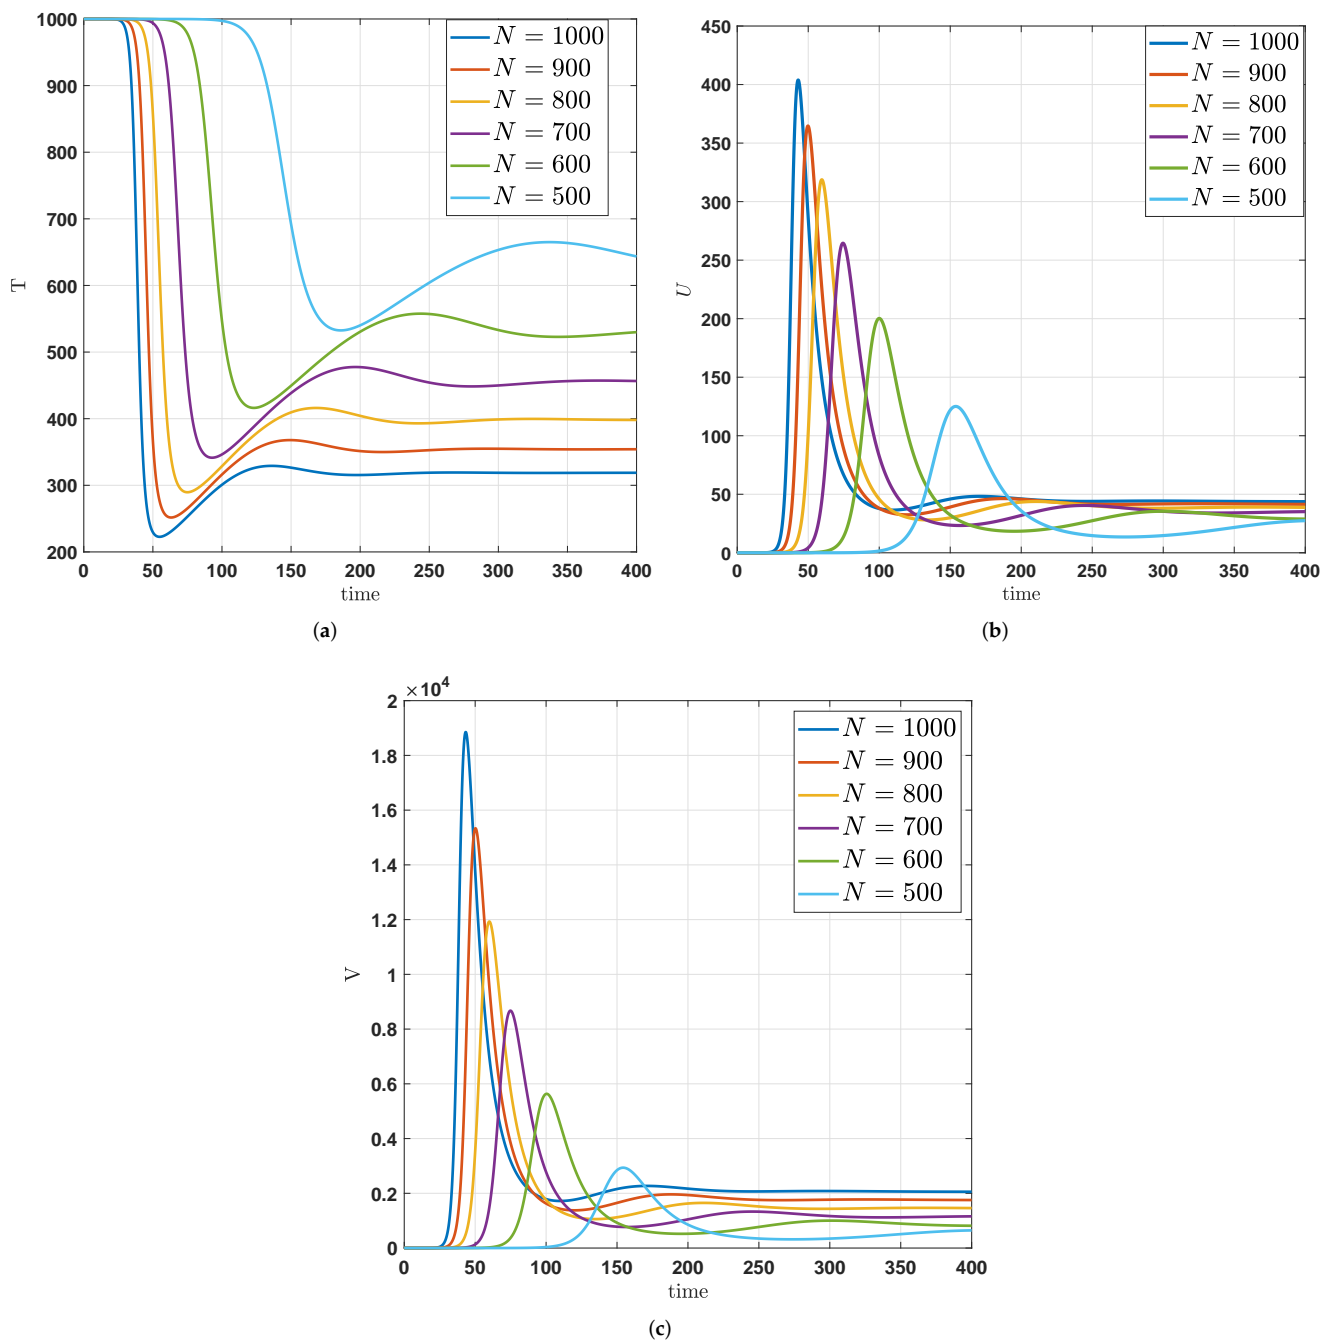 1000
900
800
700
600
500
400
300
200
T
0 50 100 150 200 250 300 350 400
time
N = 1000
N = 900
N = 800
N = 700
N = 600
N = 500
(a)
450
400
350
300
250
200
150
100
50
0
U
0 50 100 150 200 250 300 350 400
time
N = 1000
N = 900
N = 800
N = 700
N = 600
N = 500
(b)
×10⁴
2
1.8
1.6
1.4
1.2
1
0.8
0.6
0.4
0.2
0
V
0 50 100 150 200 250 300 350 400
time
N = 1000
N = 900
N = 800
N = 700
N = 600
N = 500
(c)